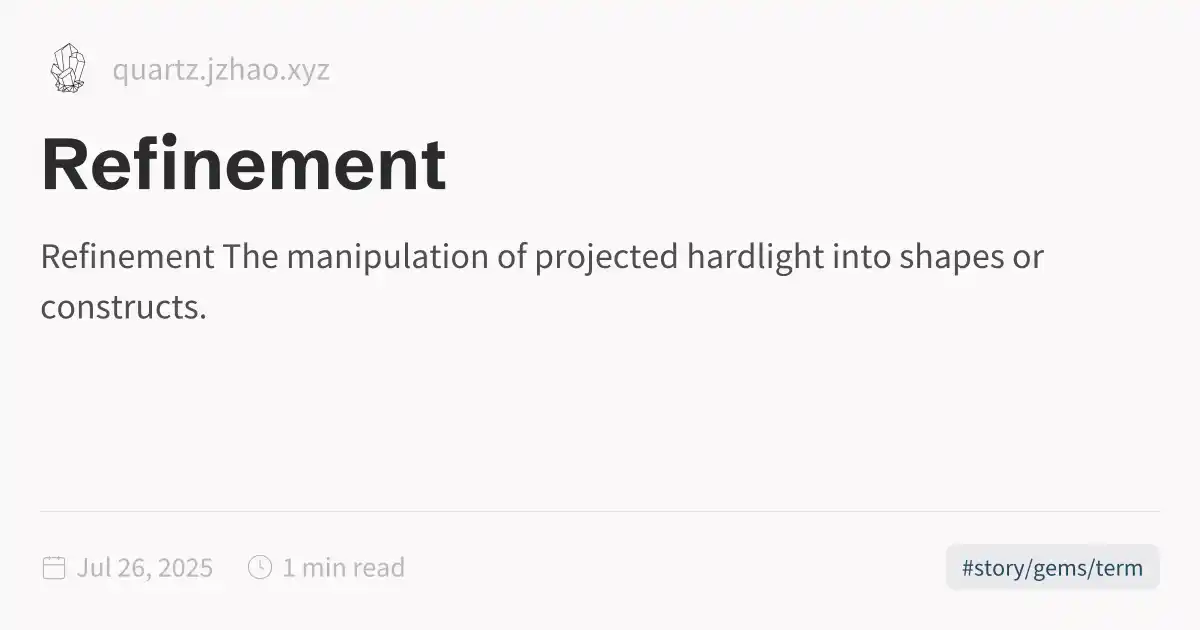 quartz.jzhao.xyz
Refinement
Refinement The manipulation of projected hardlight into shapes or
constructs.
Jul 26, 2025
1 min read
#story/gems/term